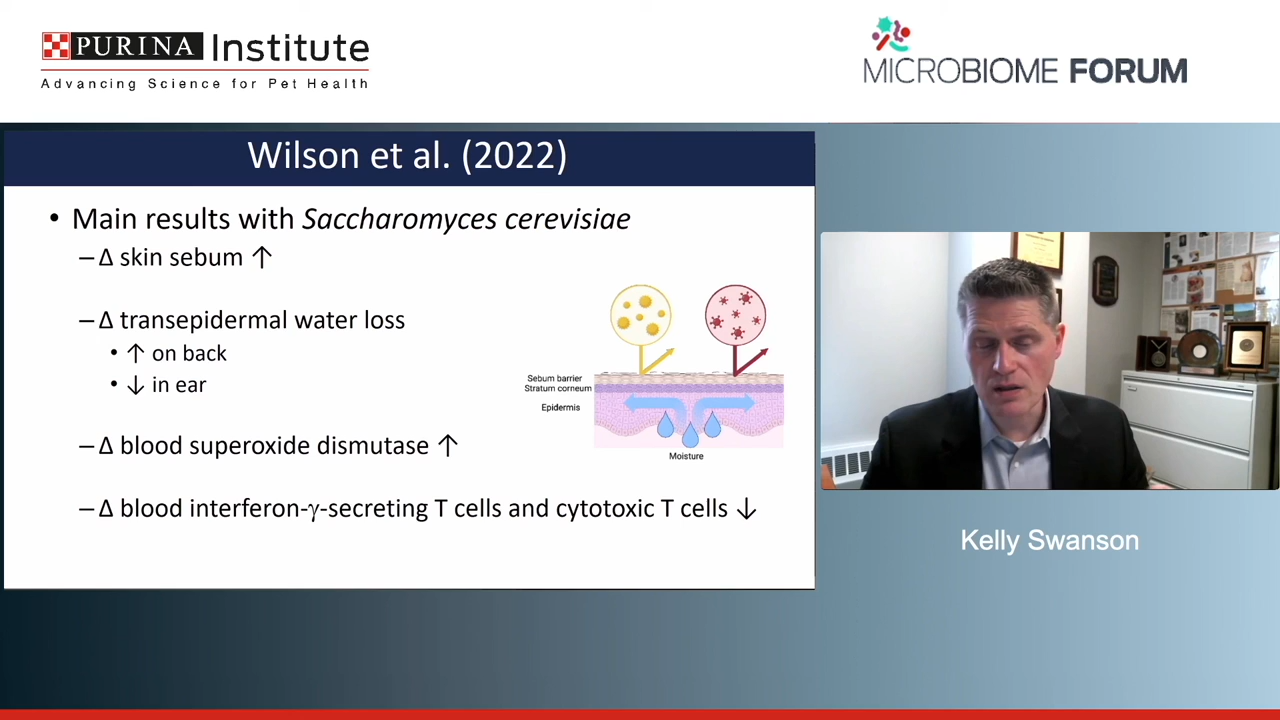 PURINA Institute
Advancing Science for Pet Health
MICROBIOME FORUM
Wilson et al. (2022)
• Main results with Saccharomyces cerevisiae
– Δ skin sebum ↑
– Δ transepidermal water loss
• ↑ on back
• ↓ in ear
– Δ blood superoxide dismutase ↑
– Δ blood interferon-γ-secreting T cells and cytotoxic T cells ↓
Sebum barrier
Stratum corneum
Epidermis
Moisture
Kelly Swanson